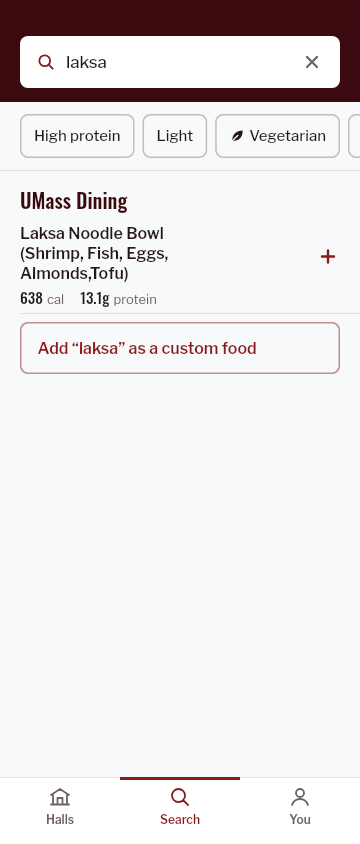 laksa
High protein
Light
Vegetarian
UMass Dining
Laksa Noodle Bowl
(Shrimp, Fish, Eggs,
Almonds,Tofu)
638 cal 13.1g protein
Add “laksa” as a custom food
Halls
Search
You